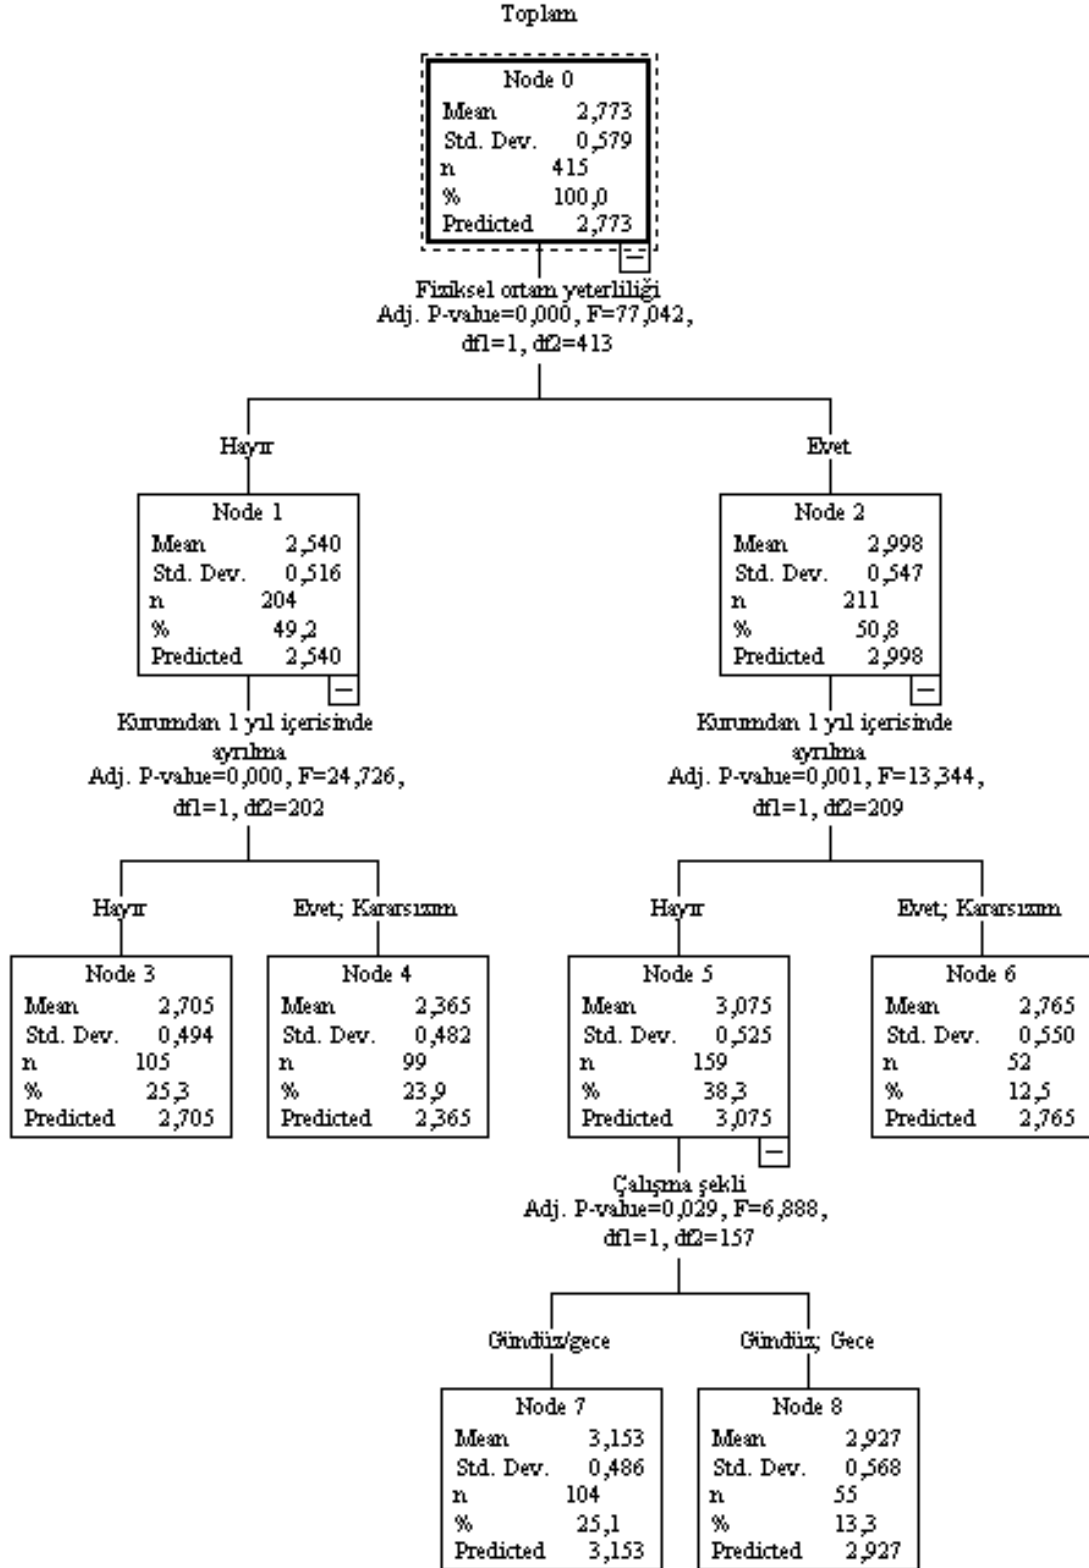 Toplam
Node 0
Mean 2,773
Std. Dev. 0,579
n 415
% 100,0
Predicted 2,773
Fiziksel ortam yeterliliği
Adj. P-value=0,000, F=77,042,
df1=1, df2=413
Hayır
Evet
Node 1
Mean 2,540
Std. Dev. 0,516
n 204
% 49,2
Predicted 2,540
Node 2
Mean 2,998
Std. Dev. 0,547
n 211
% 50,8
Predicted 2,998
Kurumdan 1 yıl içerisinde
ayrılma
Adj. P-value=0,000, F=24,726,
df1=1, df2=202
Kurumdan 1 yıl içerisinde
ayrılma
Adj. P-value=0,001, F=13,344,
df1=1, df2=209
Hayır
Evet; Kararsızım
Hayır
Evet; Kararsızım
Node 3
Mean 2,705
Std. Dev. 0,494
n 105
% 25,3
Predicted 2,705
Node 4
Mean 2,365
Std. Dev. 0,482
n 99
% 23,9
Predicted 2,365
Node 5
Mean 3,075
Std. Dev. 0,525
n 159
% 38,3
Predicted 3,075
Node 6
Mean 2,765
Std. Dev. 0,550
n 52
% 12,5
Predicted 2,765
Çalışma şekli
Adj. P-value=0,029, F=6,888,
df1=1, df2=157
Gündüz/gece
Gündüz; Gece
Node 7
Mean 3,153
Std. Dev. 0,486
n 104
% 25,1
Predicted 3,153
Node 8
Mean 2,927
Std. Dev. 0,568
n 55
% 13,3
Predicted 2,927